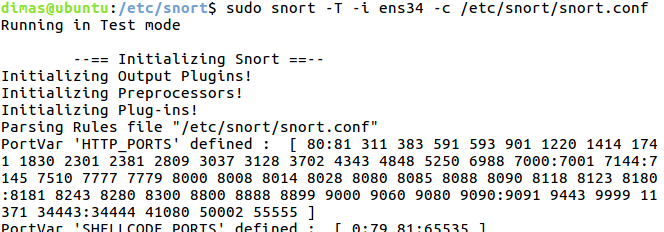 dimas@ubuntu:/etc/snort$ sudo snort -T -i ens34 -c /etc/snort/snort.conf
Running in Test mode
--== Initializing Snort ==--
Initializing Output Plugins!
Initializing Preprocessors!
Initializing Plug-ins!
Parsing Rules file "/etc/snort/snort.conf"
PortVar 'HTTP_PORTS' defined :  [ 80:81 311 383 591 593 901 1220 1414 174
1 1830 2301 2381 2809 3037 3128 3702 4343 4848 5250 6988 7000:7001 7144:7
145 7510 7777 7779 8000 8008 8014 8028 8080 8085 8088 8090 8118 8123 8180
:8181 8243 8280 8300 8800 8888 8899 9000 9060 9080 9090:9091 9443 9999 11
371 34443:34444 41080 50002 55555 ]
PortVar 'SHELLCODE_PORTS' defined :  [ 0:79 81:65535 ]